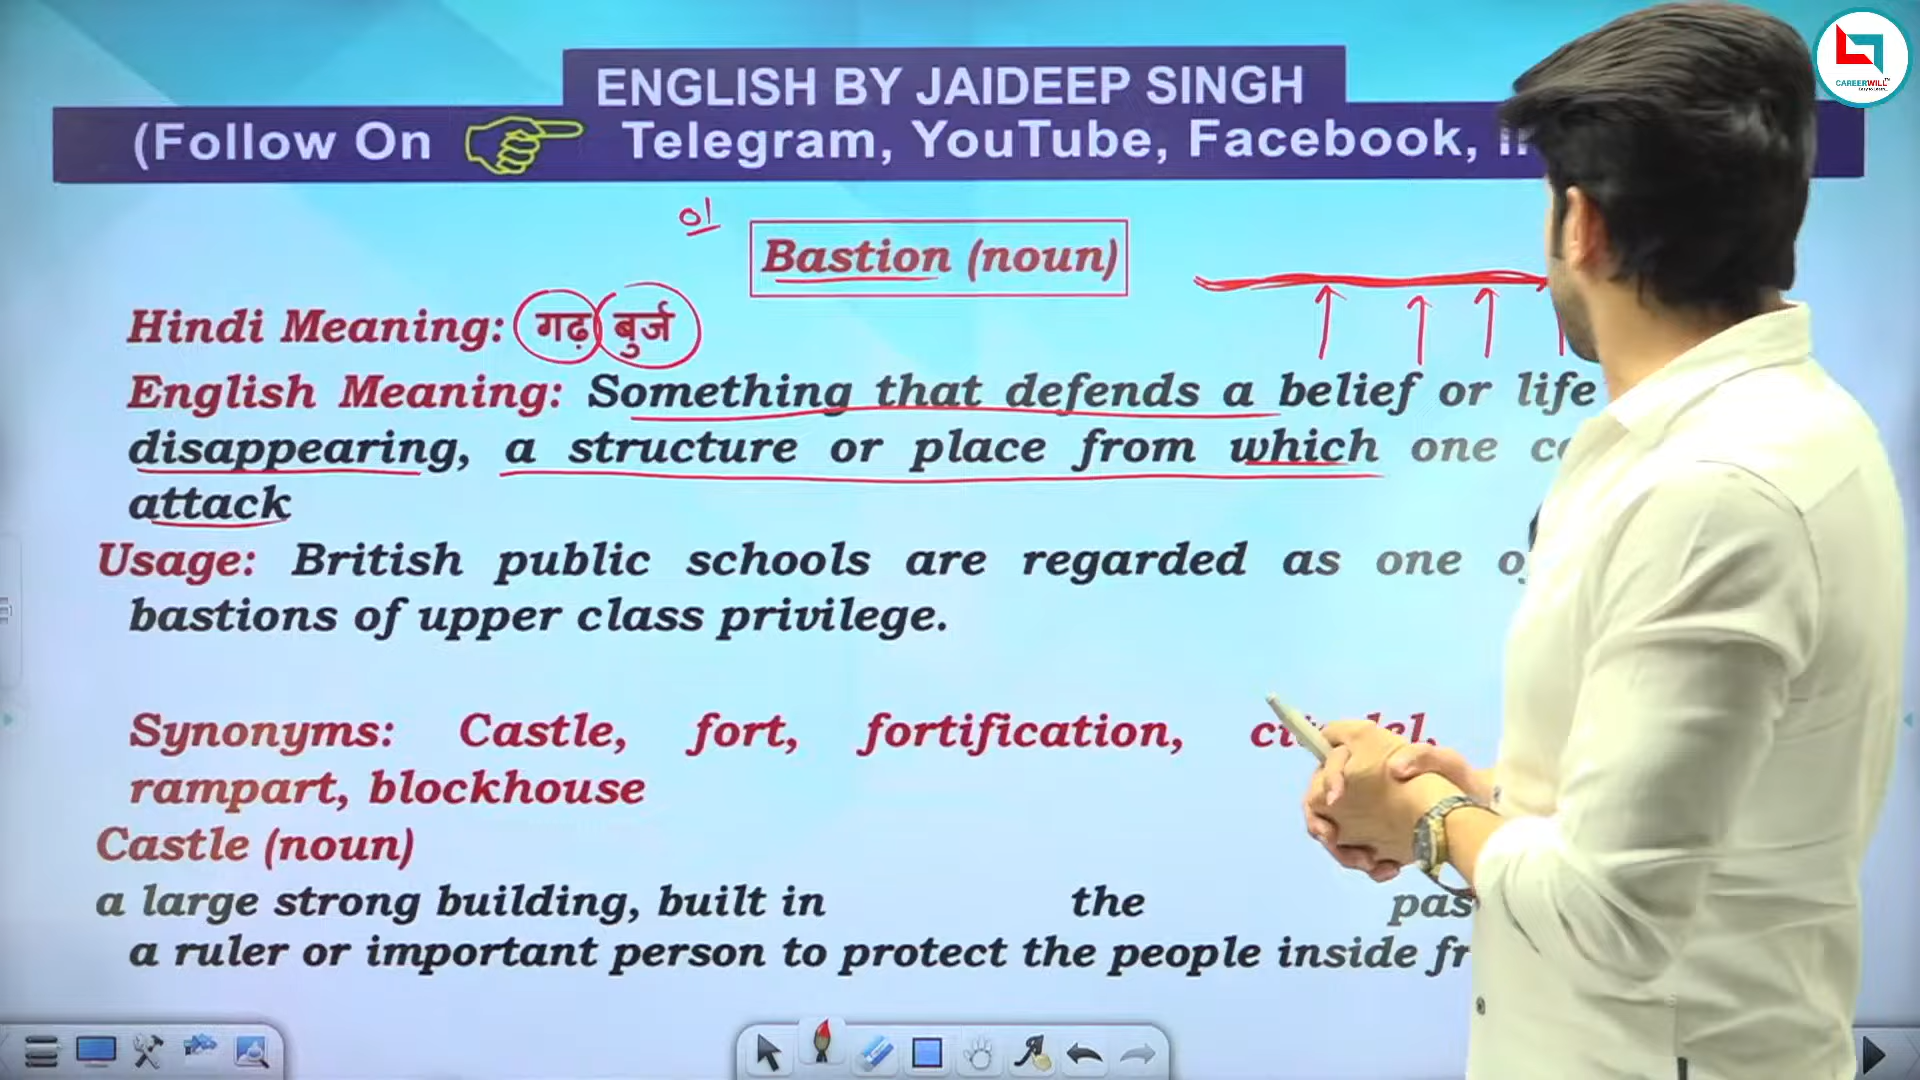 ENGLISH BY JAIDEEP SINGH
CAREERWILL
(Follow On Telegram, YouTube, Facebook,
01
Bastion (noun)
Hindi Meaning: गढ़ बुर्ज
English Meaning: Something that defends a belief or life
disappearing, a structure or place from which one
attack
Usage: British public schools are regarded as one
bastions of upper class privilege.
Synonyms: Castle, fort, fortification,
rampart, blockhouse
Castle (noun)
a large strong building, built in the
a ruler or important person to protect the people inside